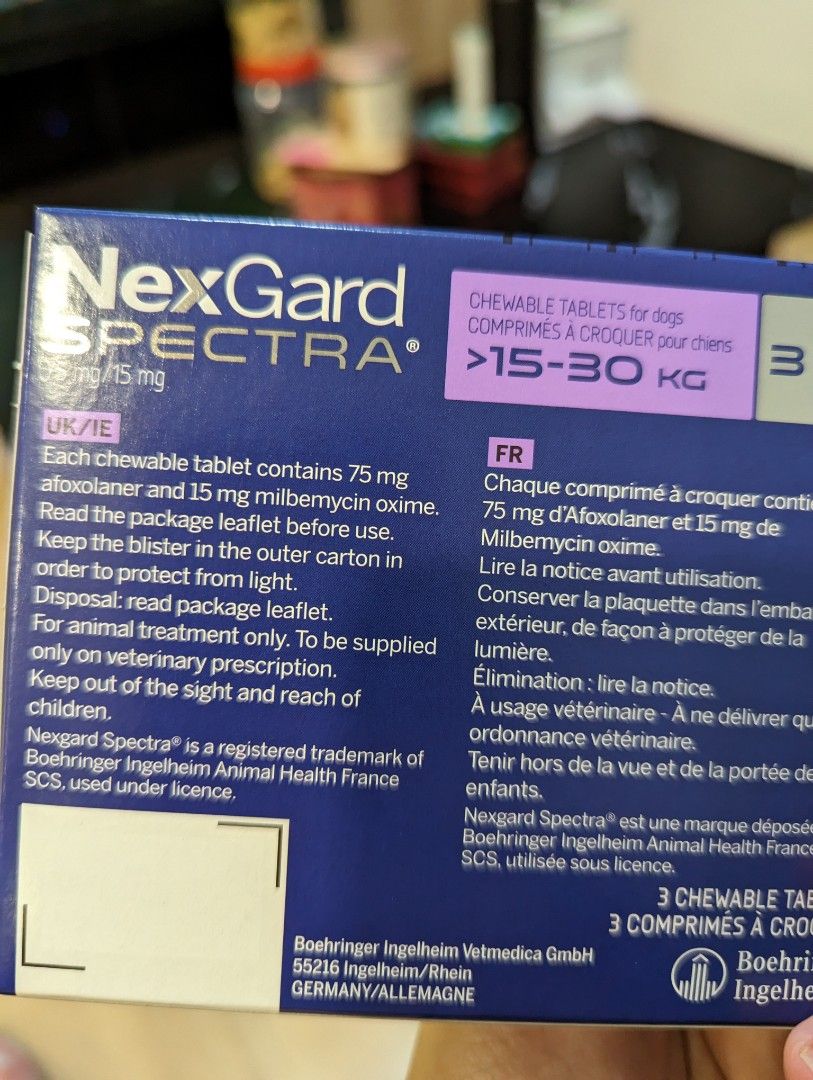 NexGard
SPECTRA®
mg/15 mg
CHEWABLE TABLETS for dogs
COMPRIMÉS À CROQUER pour chiens
>15-30 KG
3
UK/IE
Each chewable tablet contains 75 mg
afoxolaner and 15 mg milbemycin oxime.
Read the package leaflet before use.
Keep the blister in the outer carton in
order to protect from light.
Disposal: read package leaflet.
For animal treatment only. To be supplied
only on veterinary prescription.
Keep out of the sight and reach of
children.
Nexgard Spectra® is a registered trademark of
Boehringer Ingelheim Animal Health France
SCS, used under licence.
FR
Chaque comprimé à croquer conti
75 mg d'Afoxolaner et 15 mg de
Milbemycin oxime.
Lire la notice avant utilisation.
Conserver la plaquette dans l'emba
extérieur, de façon à protéger de la
lumière.
Élimination : lire la notice.
À usage vétérinaire - À ne délivrer qu
ordonnance vétérinaire.
Tenir hors de la vue et de la portée de
enfants.
Nexgard Spectra® est une marque déposée
Boehringer Ingelheim Animal Health France
SCS, utilisée sous licence.
3 CHEWABLE TAB
3 COMPRIMÉS À CROQ
Boehringer Ingelheim Vetmedica GmbH
55216 Ingelheim/Rhein
GERMANY/ALLEMAGNE
Boehri
Ingelhe